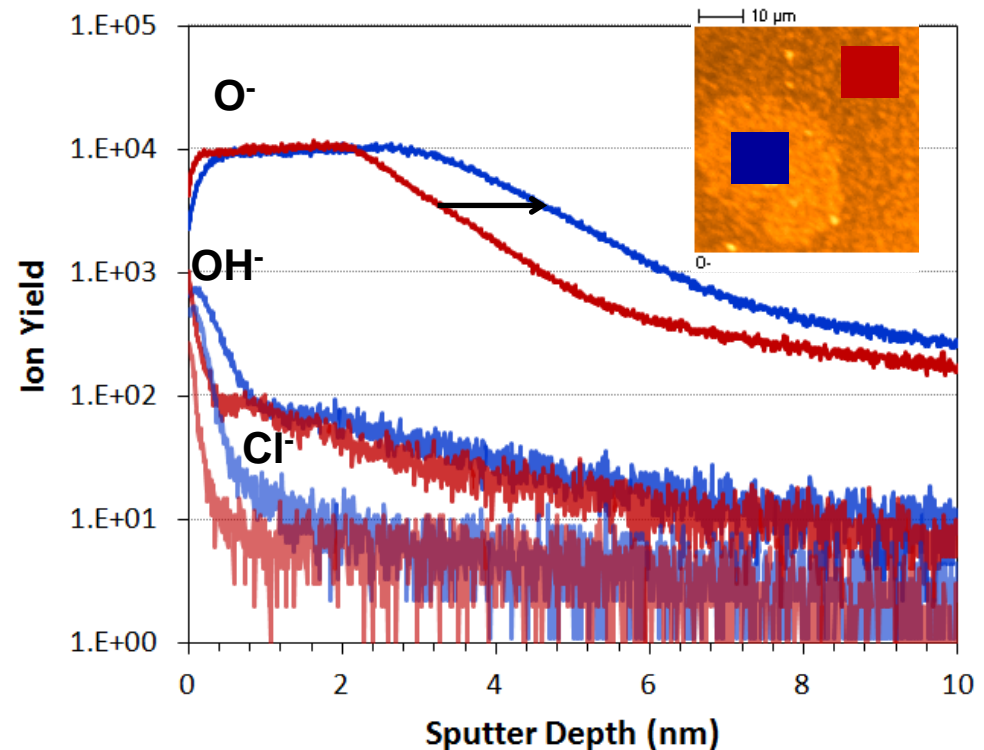 1.E+05
1.E+04
1.E+03
1.E+02
1.E+01
1.E+00
Ion Yield
O-
OH-
Cl-
10 µm
O-
0 2 4 6 8 10
Sputter Depth (nm)